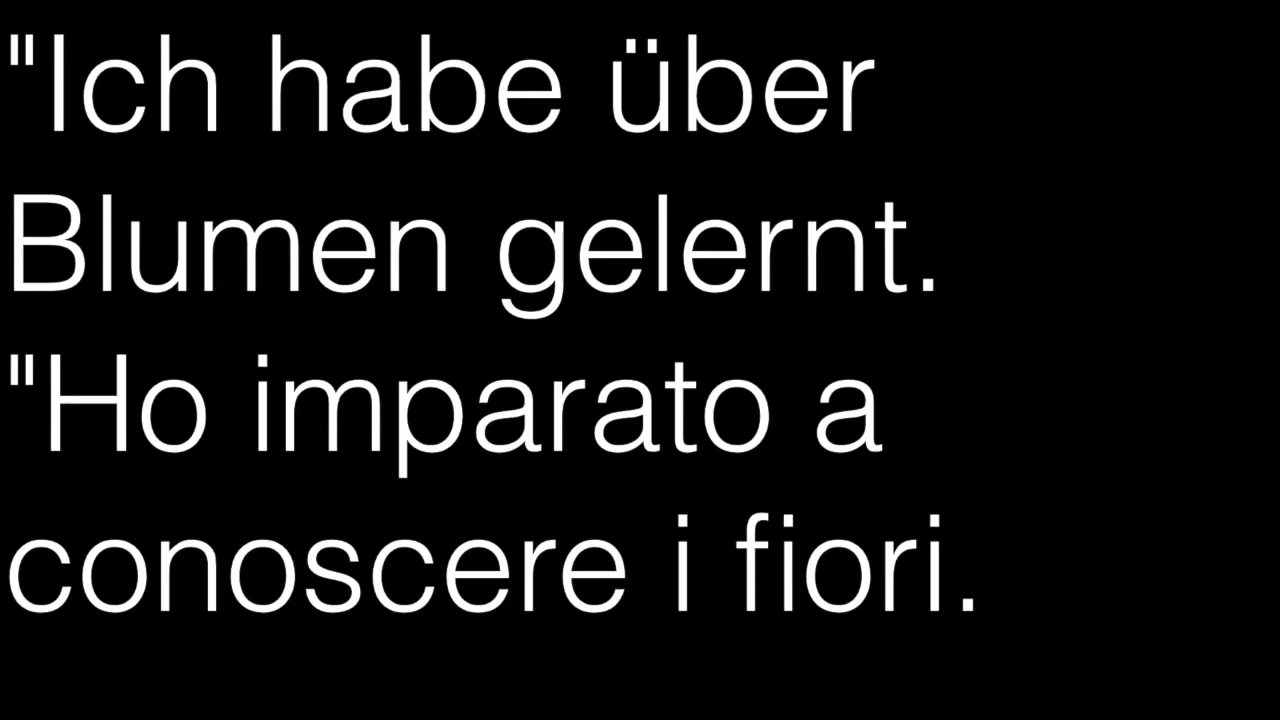 "Ich habe über
Blumen gelernt.
"Ho imparato a
conoscere i fiori.